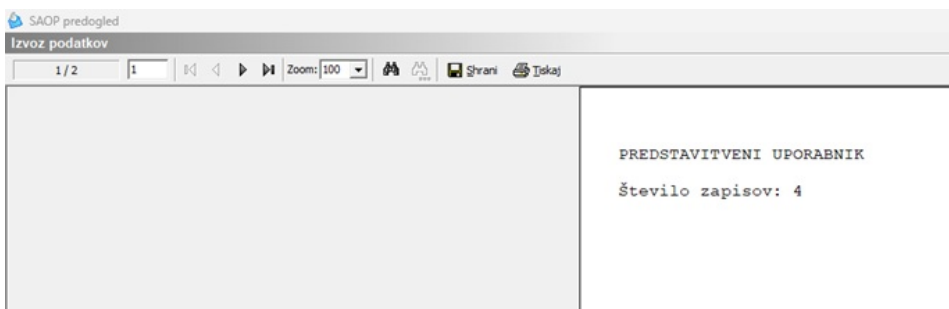 SAOP predogled
Izvoz podatkov
1/2 1 Zoom: 100 Shrani Tiskaj
PREDSTAVITVENI UPORABNIK
Število zapisov: 4